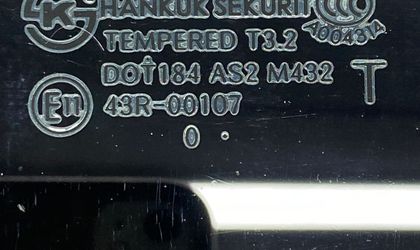 HANKUK SEKURIT
TEMPERED T3.2
DOT184 AS2 M432
T
43R-00107
0